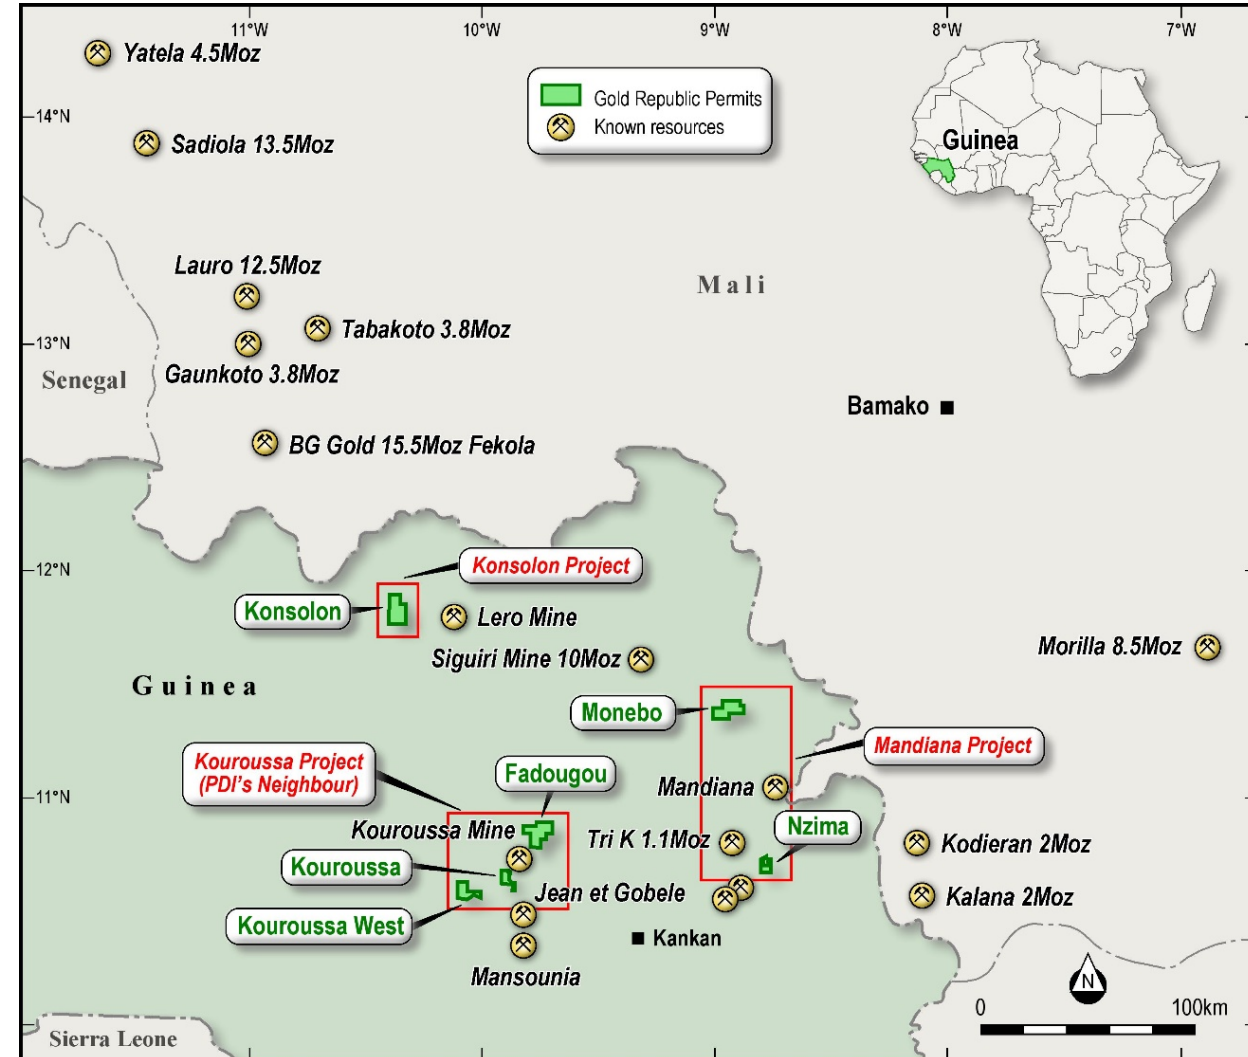 11°W
10°W
9°W
8°W
7°W
Yatela 4.5Moz
Gold Republic Permits
Known resources
14°N
Sadiola 13.5Moz
Guinea
Lauro 12.5Moz
Mali
Tabakoto 3.8Moz
13°N
Gaunkoto 3.8Moz
Senegal
Bamako
BG Gold 15.5Moz Fekola
12°N
Konsolon Project
Konsolon
Lero Mine
Siguiri Mine 10Moz
Morilla 8.5Moz
Guinea
Monebo
Mandiana Project
Kouroussa Project
(PDI's Neighbour)
Fadougou
Mandiana
11°N
Kouroussa Mine
Nzima
Tri K 1.1Moz
Kodieran 2Moz
Kouroussa
Jean et Gobele
Kalana 2Moz
Kouroussa West
Kankan
Mansounia
N
0
100km
Sierra Leone